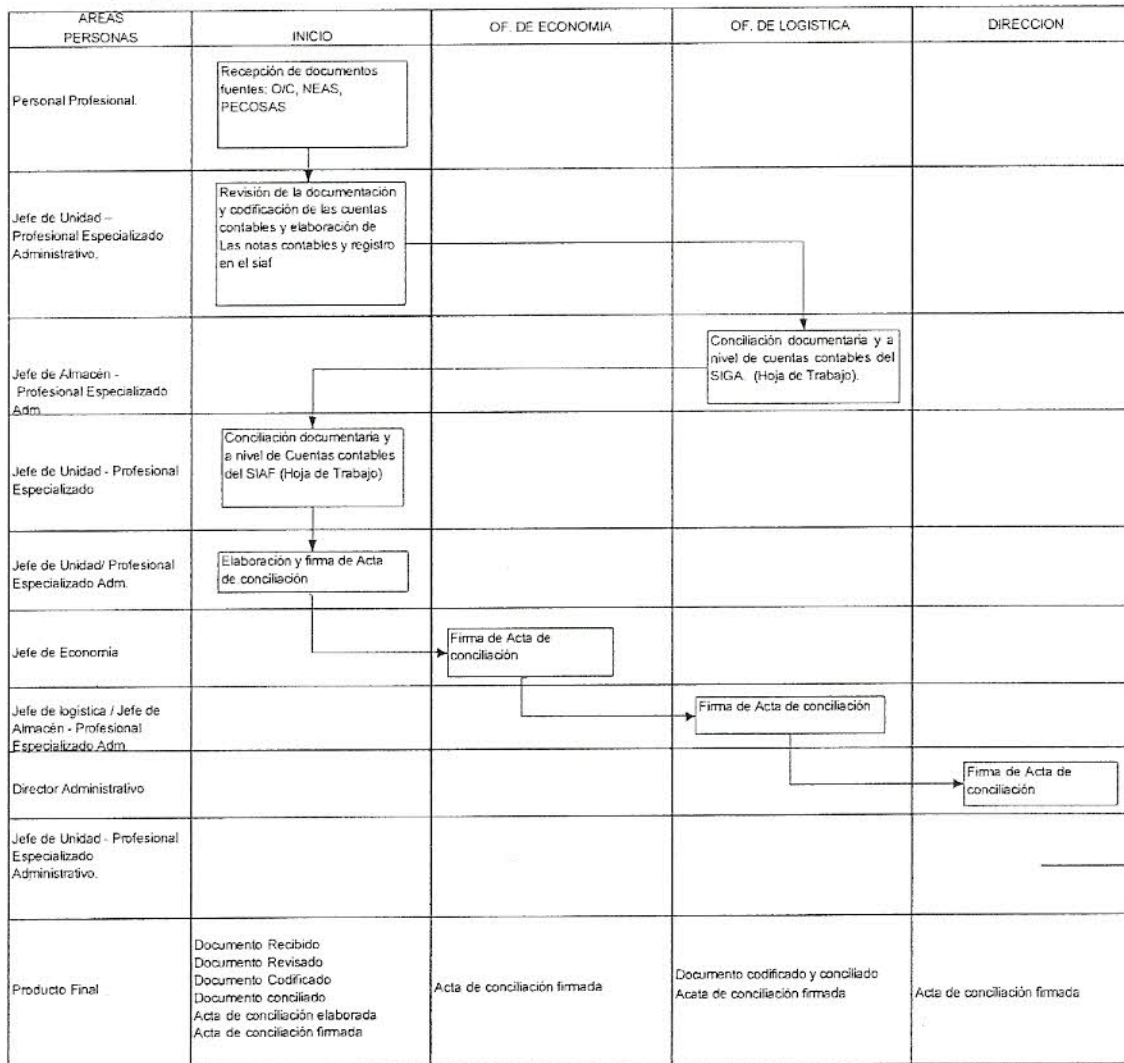 AREAS
PERSONAS
INICIO
OF. DE ECONOMIA
OF. DE LOGISTICA
DIRECCION
Personal Profesional.
Recepción de documentos
fuentes: O/C, NEAS,
PECOSAS
Jefe de Unidad –
Profesional Especializado
Administrativo.
Revisión de la documentación
y codificación de las cuentas
contables y elaboración de
Las notas contables y registro
en el siaf
Jefe de Almacén -
Profesional Especializado
Adm.
Conciliación documentaria y a
nivel de cuentas contables del
SIGA. (Hoja de Trabajo).
Jefe de Unidad - Profesional
Especializado
Conciliación documentaria y
a nivel de Cuentas contables
del SIAF (Hoja de Trabajo)
Jefe de Unidad/ Profesional
Especializado Adm.
Elaboración y firma de Acta
de conciliación
Jefe de Economía
Firma de Acta de
conciliación
Jefe de logística / Jefe de
Almacén - Profesional
Especializado Adm
Firma de Acta de conciliación
Director Administrativo
Firma de Acta de
conciliación
Jefe de Unidad - Profesional
Especializado
Administrativo.
Producto Final
Documento Recibido
Documento Revisado
Documento Codificado
Documento conciliado
Acta de conciliación elaborada
Acta de conciliación firmada
Acta de conciliación firmada
Documento codificado y conciliado
Acata de conciliación firmada
Acta de conciliación firmada